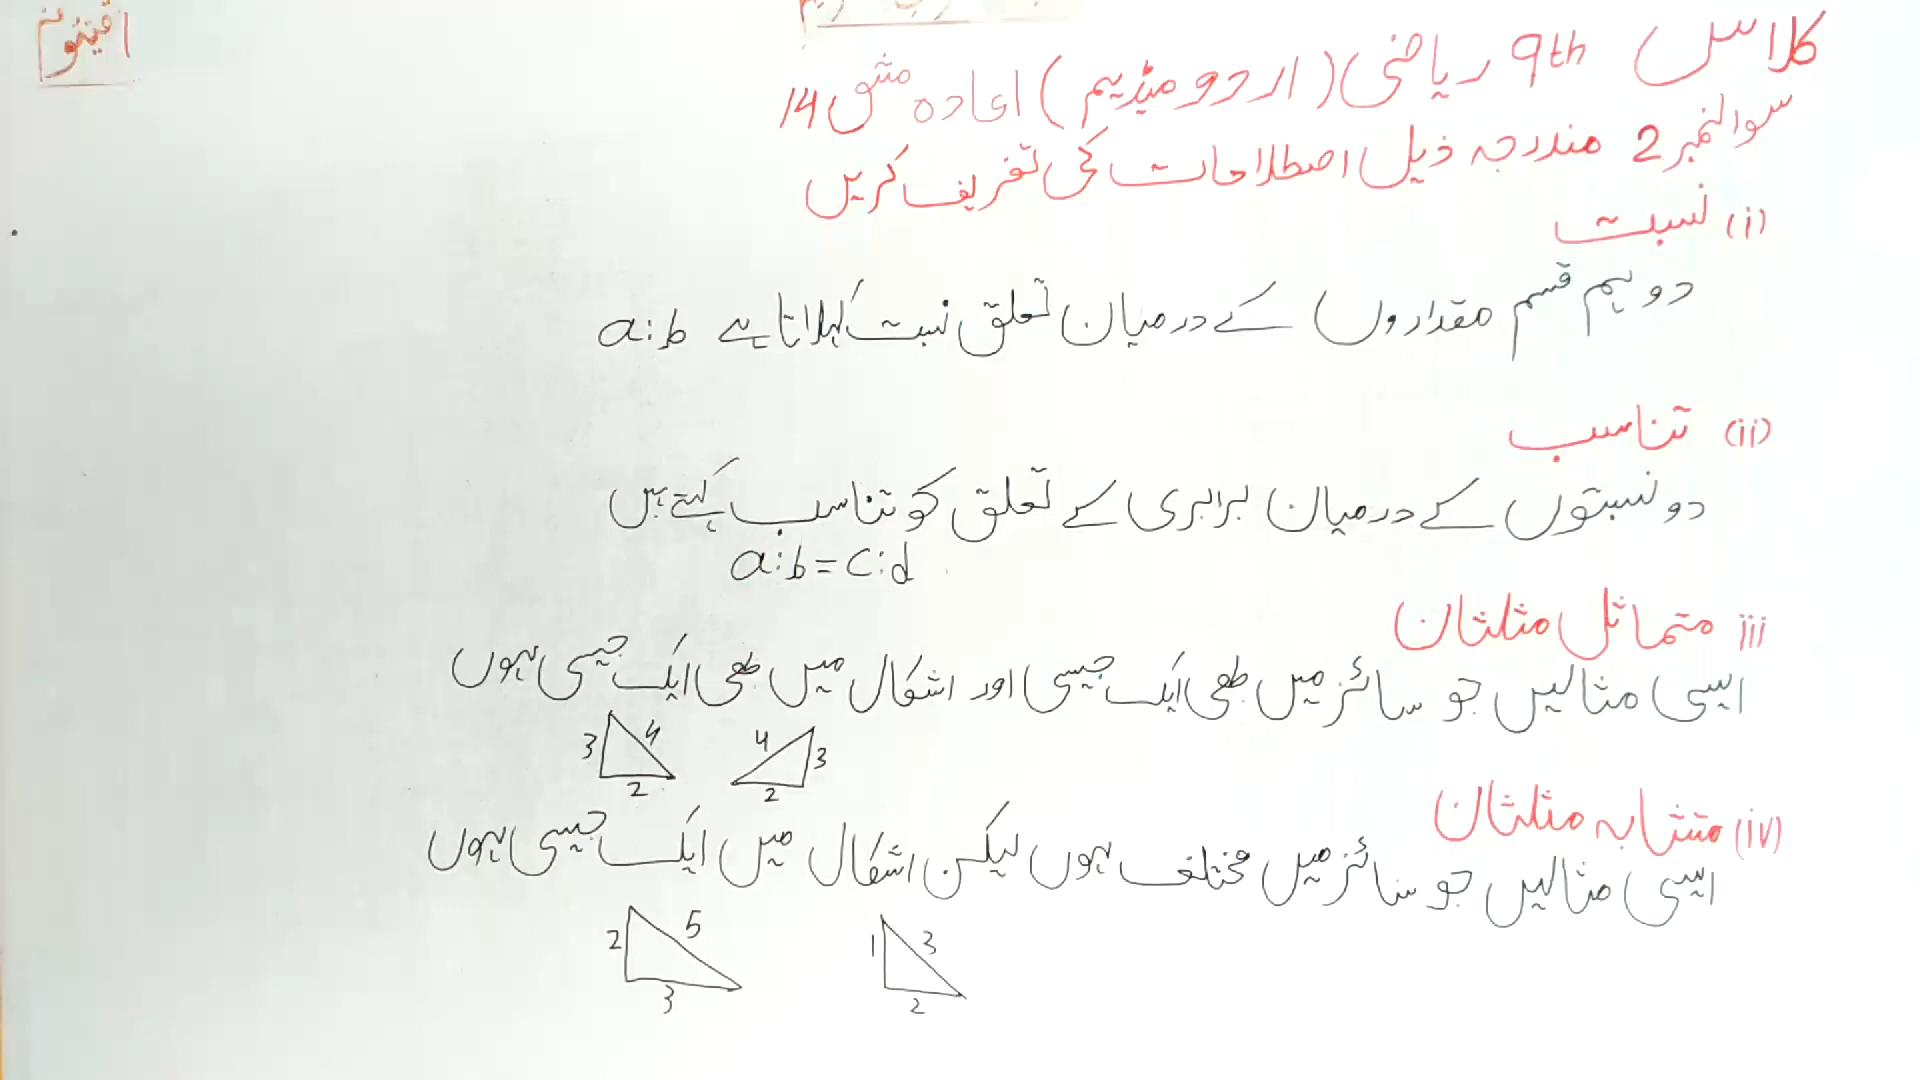 کلاس 9th ریاضی (اردو میڈیم) اعادہ مشق 14
سوالنمبر 2 مندرجہ ذیل اصطلاحات کی تعریف کریں
(i) نسبت
دو ہم قسم مقداروں کے درمیان تعلق نسبت کہلاتا ہے a:b
(ii) تناسب
دو نسبتوں کے درمیان برابری کے تعلق کو تناسب کہتے ہیں
a:b=c:d
iii متماثل مثلثان
ایسی مثالیں جو سائز میں بھی ایک جیسی اور اشکال میں بھی ایک جیسی ہوں
3 4 2 4 3 2
(iv) متشابہ مثلثان
ایسی مثالیں جو سائز میں مختلف ہوں لیکن اشکال میں ایک جیسی ہوں
2 5 3 1 3 2